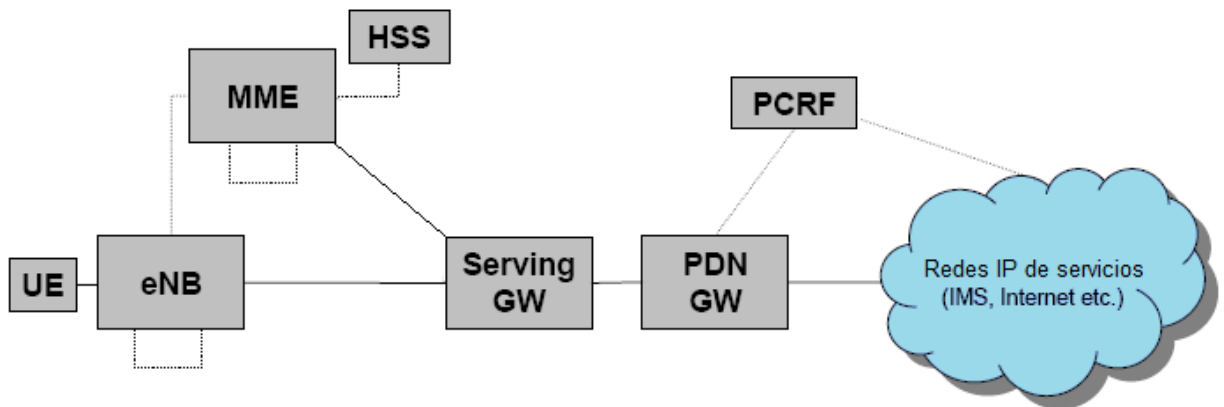 HSS
MME
PCRF
UE
eNB
Serving
GW
PDN
GW
Redes IP de servicios
(IMS, Internet etc.)